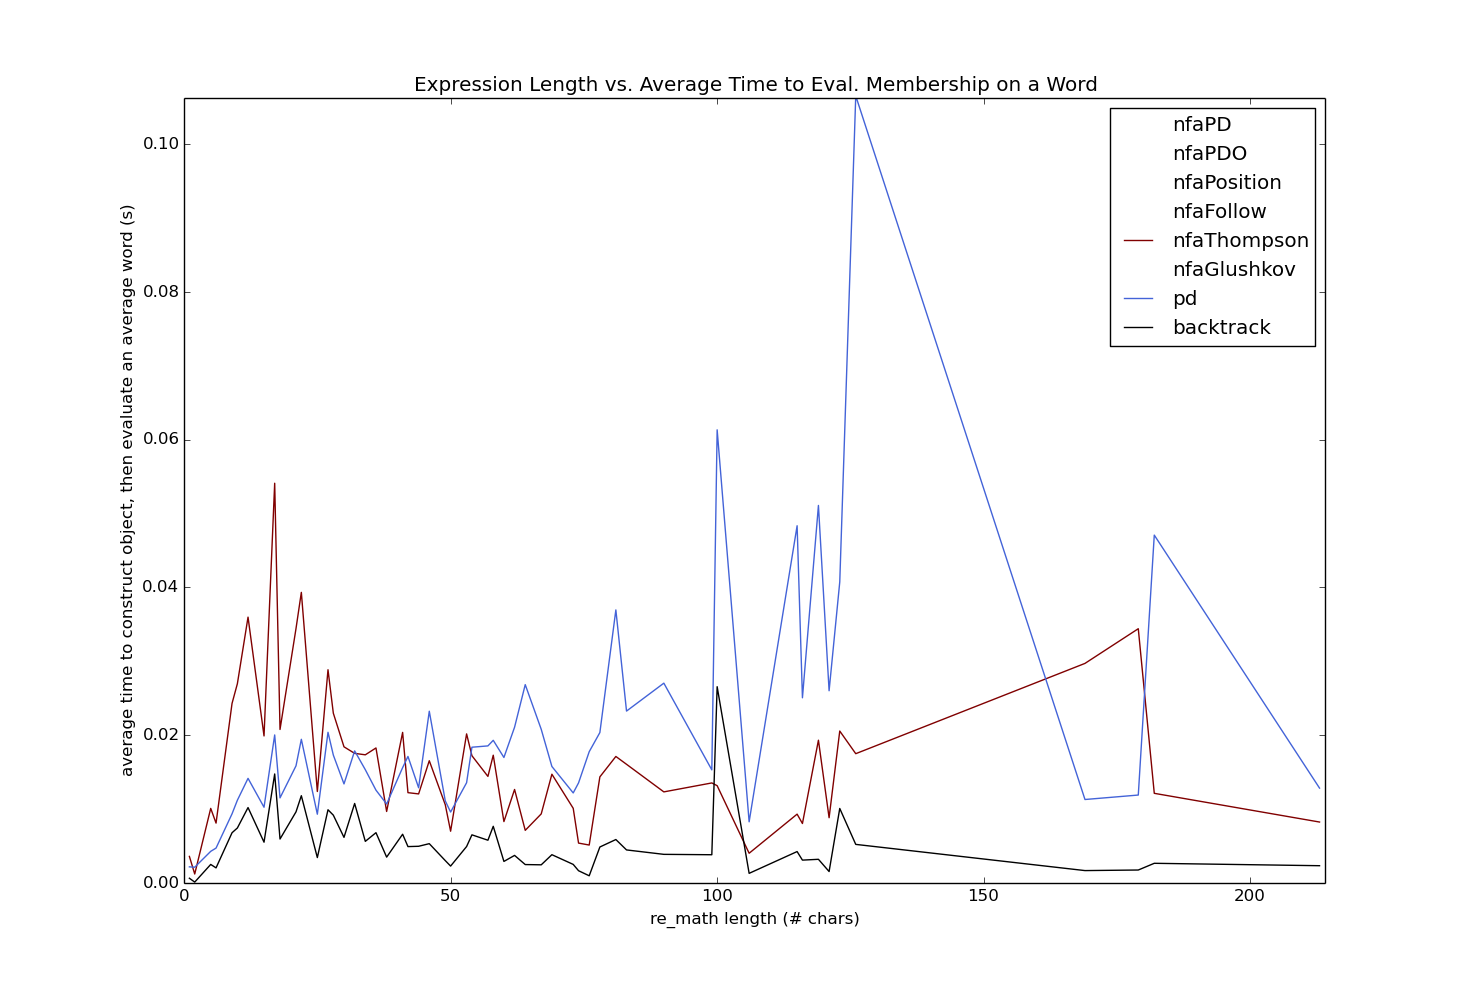 Expression Length vs. Average Time to Eval. Membership on a Word
average time to construct object, then evaluate an average word (s)
0.10
0.08
0.06
0.04
0.02
0.00
0
50
100
150
200
re_math length (# chars)
nfaPD
nfaPDO
nfaPosition
nfaFollow
nfaThompson
nfaGlushkov
pd
backtrack